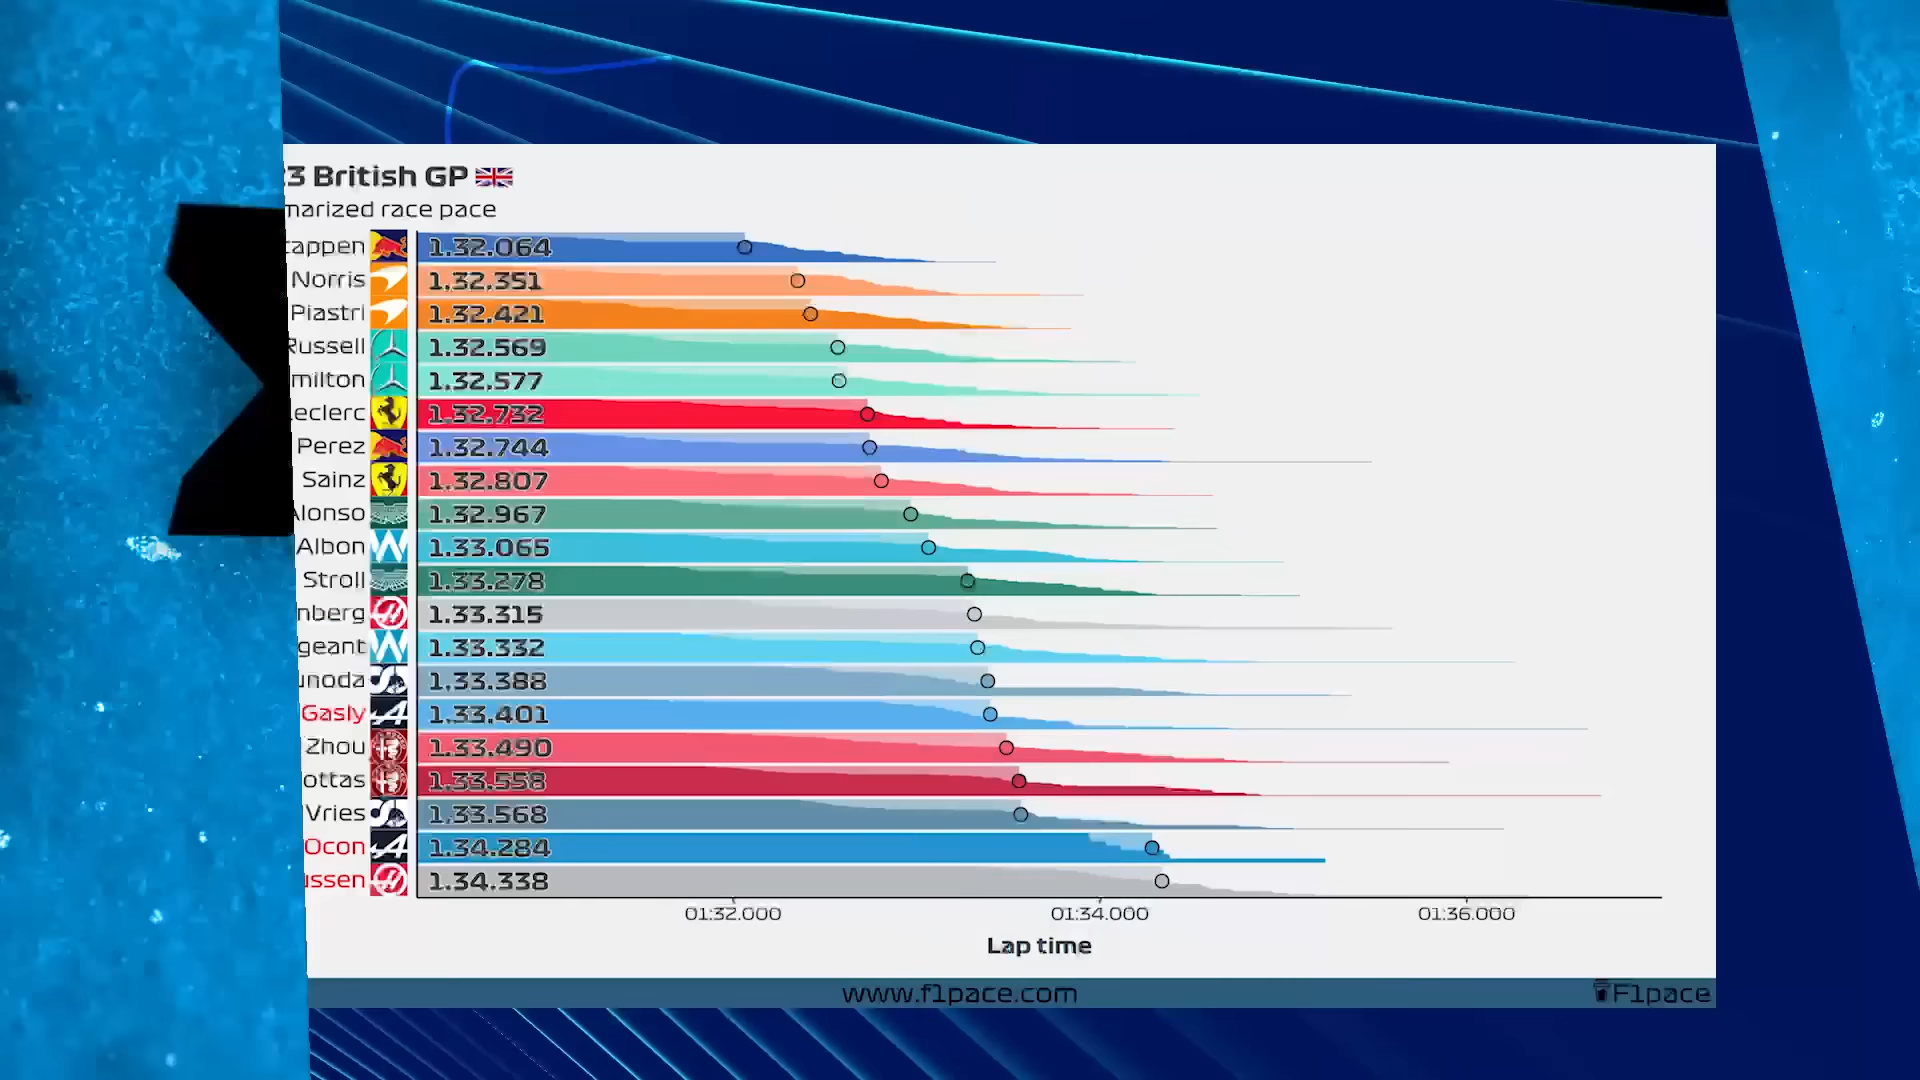 23 British GP
marized race pace
tappen 1.32.064
Norris 1.32.351
Piastri 1.32.421
Russell 1.32.569
milton 1.32.577
Leclerc 1.32.732
Perez 1.32.744
Sainz 1.32.807
Alonso 1.32.967
Albon 1.33.065
Stroll 1.33.278
nberg 1.33.315
geant 1.33.332
unoda 1.33.388
Gasly 1.33.401
Zhou 1.33.490
ottas 1.33.558
Vries 1.33.568
Ocon 1.34.284
ussen 1.34.338
01:32.000 01:34.000 01:36.000
Lap time
www.f1pace.com F1pace